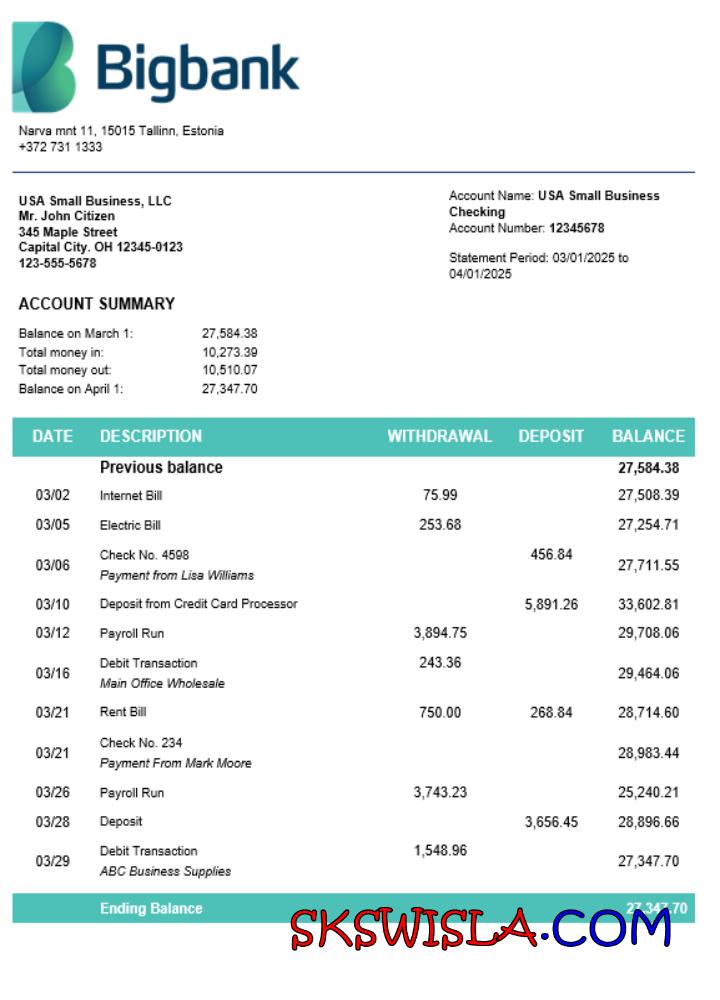 Bigbank
Narva mnt 11, 15015 Tallinn, Estonia
+372 731 1333
USA Small Business, LLC
Mr. John Citizen
345 Maple Street
Capital City. OH 12345-0123
123-555-5678
Account Name: USA Small Business
Checking
Account Number: 12345678
Statement Period: 03/01/2025 to
04/01/2025
ACCOUNT SUMMARY
Balance on March 1: 27,584.38
Total money in: 10,273.39
Total money out: 10,510.07
Balance on April 1: 27,347.70
DATE DESCRIPTION WITHDRAWAL DEPOSIT BALANCE
Previous balance 27,584.38
03/02 Internet Bill 75.99 27,508.39
03/05 Electric Bill 253.68 27,254.71
03/06 Check No. 4598 456.84 27,711.55
Payment from Lisa Williams
03/10 Deposit from Credit Card Processor 5,891.26 33,602.81
03/12 Payroll Run 3,894.75 29,708.06
03/16 Debit Transaction 243.36 29,464.06
Main Office Wholesale
03/21 Rent Bill 750.00 268.84 28,714.60
03/21 Check No. 234 28,983.44
Payment From Mark Moore
03/26 Payroll Run 3,743.23 25,240.21
03/28 Deposit 3,656.45 28,896.66
03/29 Debit Transaction 1,548.96 27,347.70
ABC Business Supplies
Ending Balance 27,347.70
SKSWISLA.COM